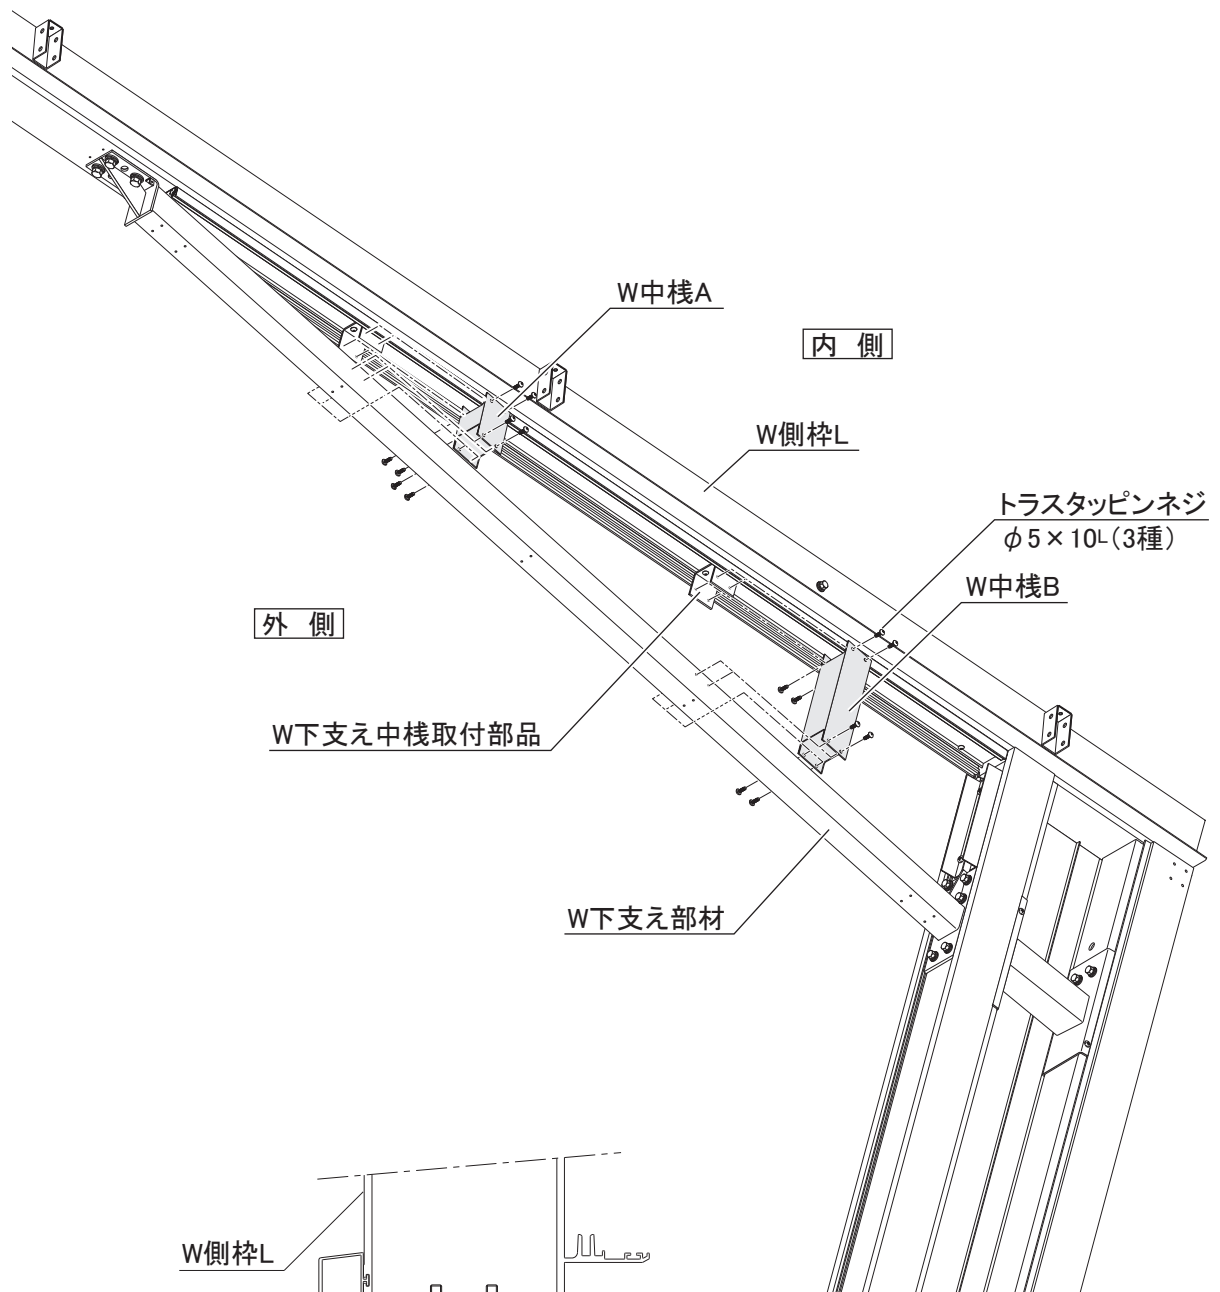 W中桟A
内 側
W側枠L
トラスタッピンネジ
φ5×10L(3種)
W中桟B
外 側
W下支え中桟取付部品
W下支え部材
W側枠L